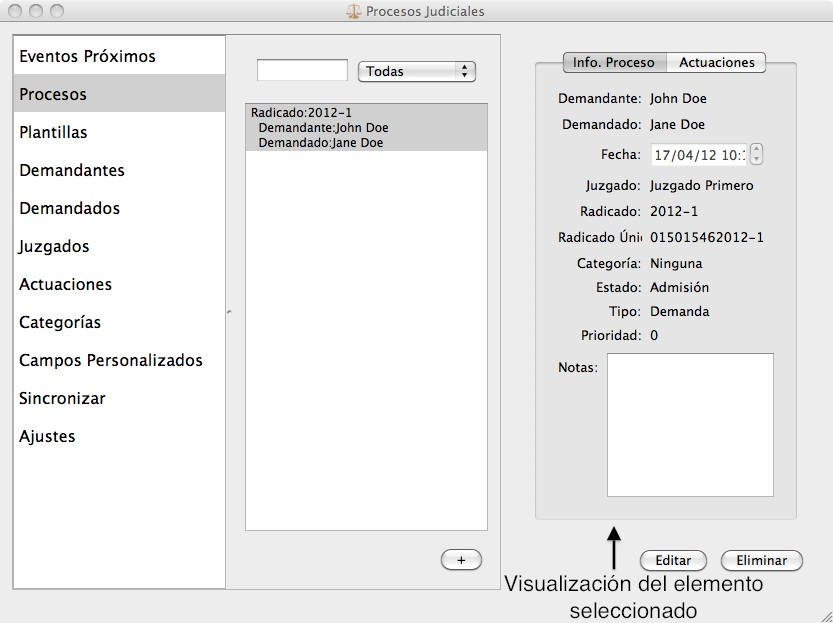 Procesos Judiciales
Eventos Próximos
Procesos
Plantillas
Demandantes
Demandados
Juzgados
Actuaciones
Categorías
Campos Personalizados
Sincronizar
Ajustes
Todas
Radicado:2012-1
Demandante:John Doe
Demandado:Jane Doe
+
Info. Proceso Actuaciones
Demandante: John Doe
Demandado: Jane Doe
Fecha: 17/04/12 10:
Juzgado: Juzgado Primero
Radicado: 2012-1
Radicado Úni 015015462012-1
Categoría: Ninguna
Estado: Admisión
Tipo: Demanda
Prioridad: 0
Notas:
Editar Eliminar
Visualización del elemento
seleccionado